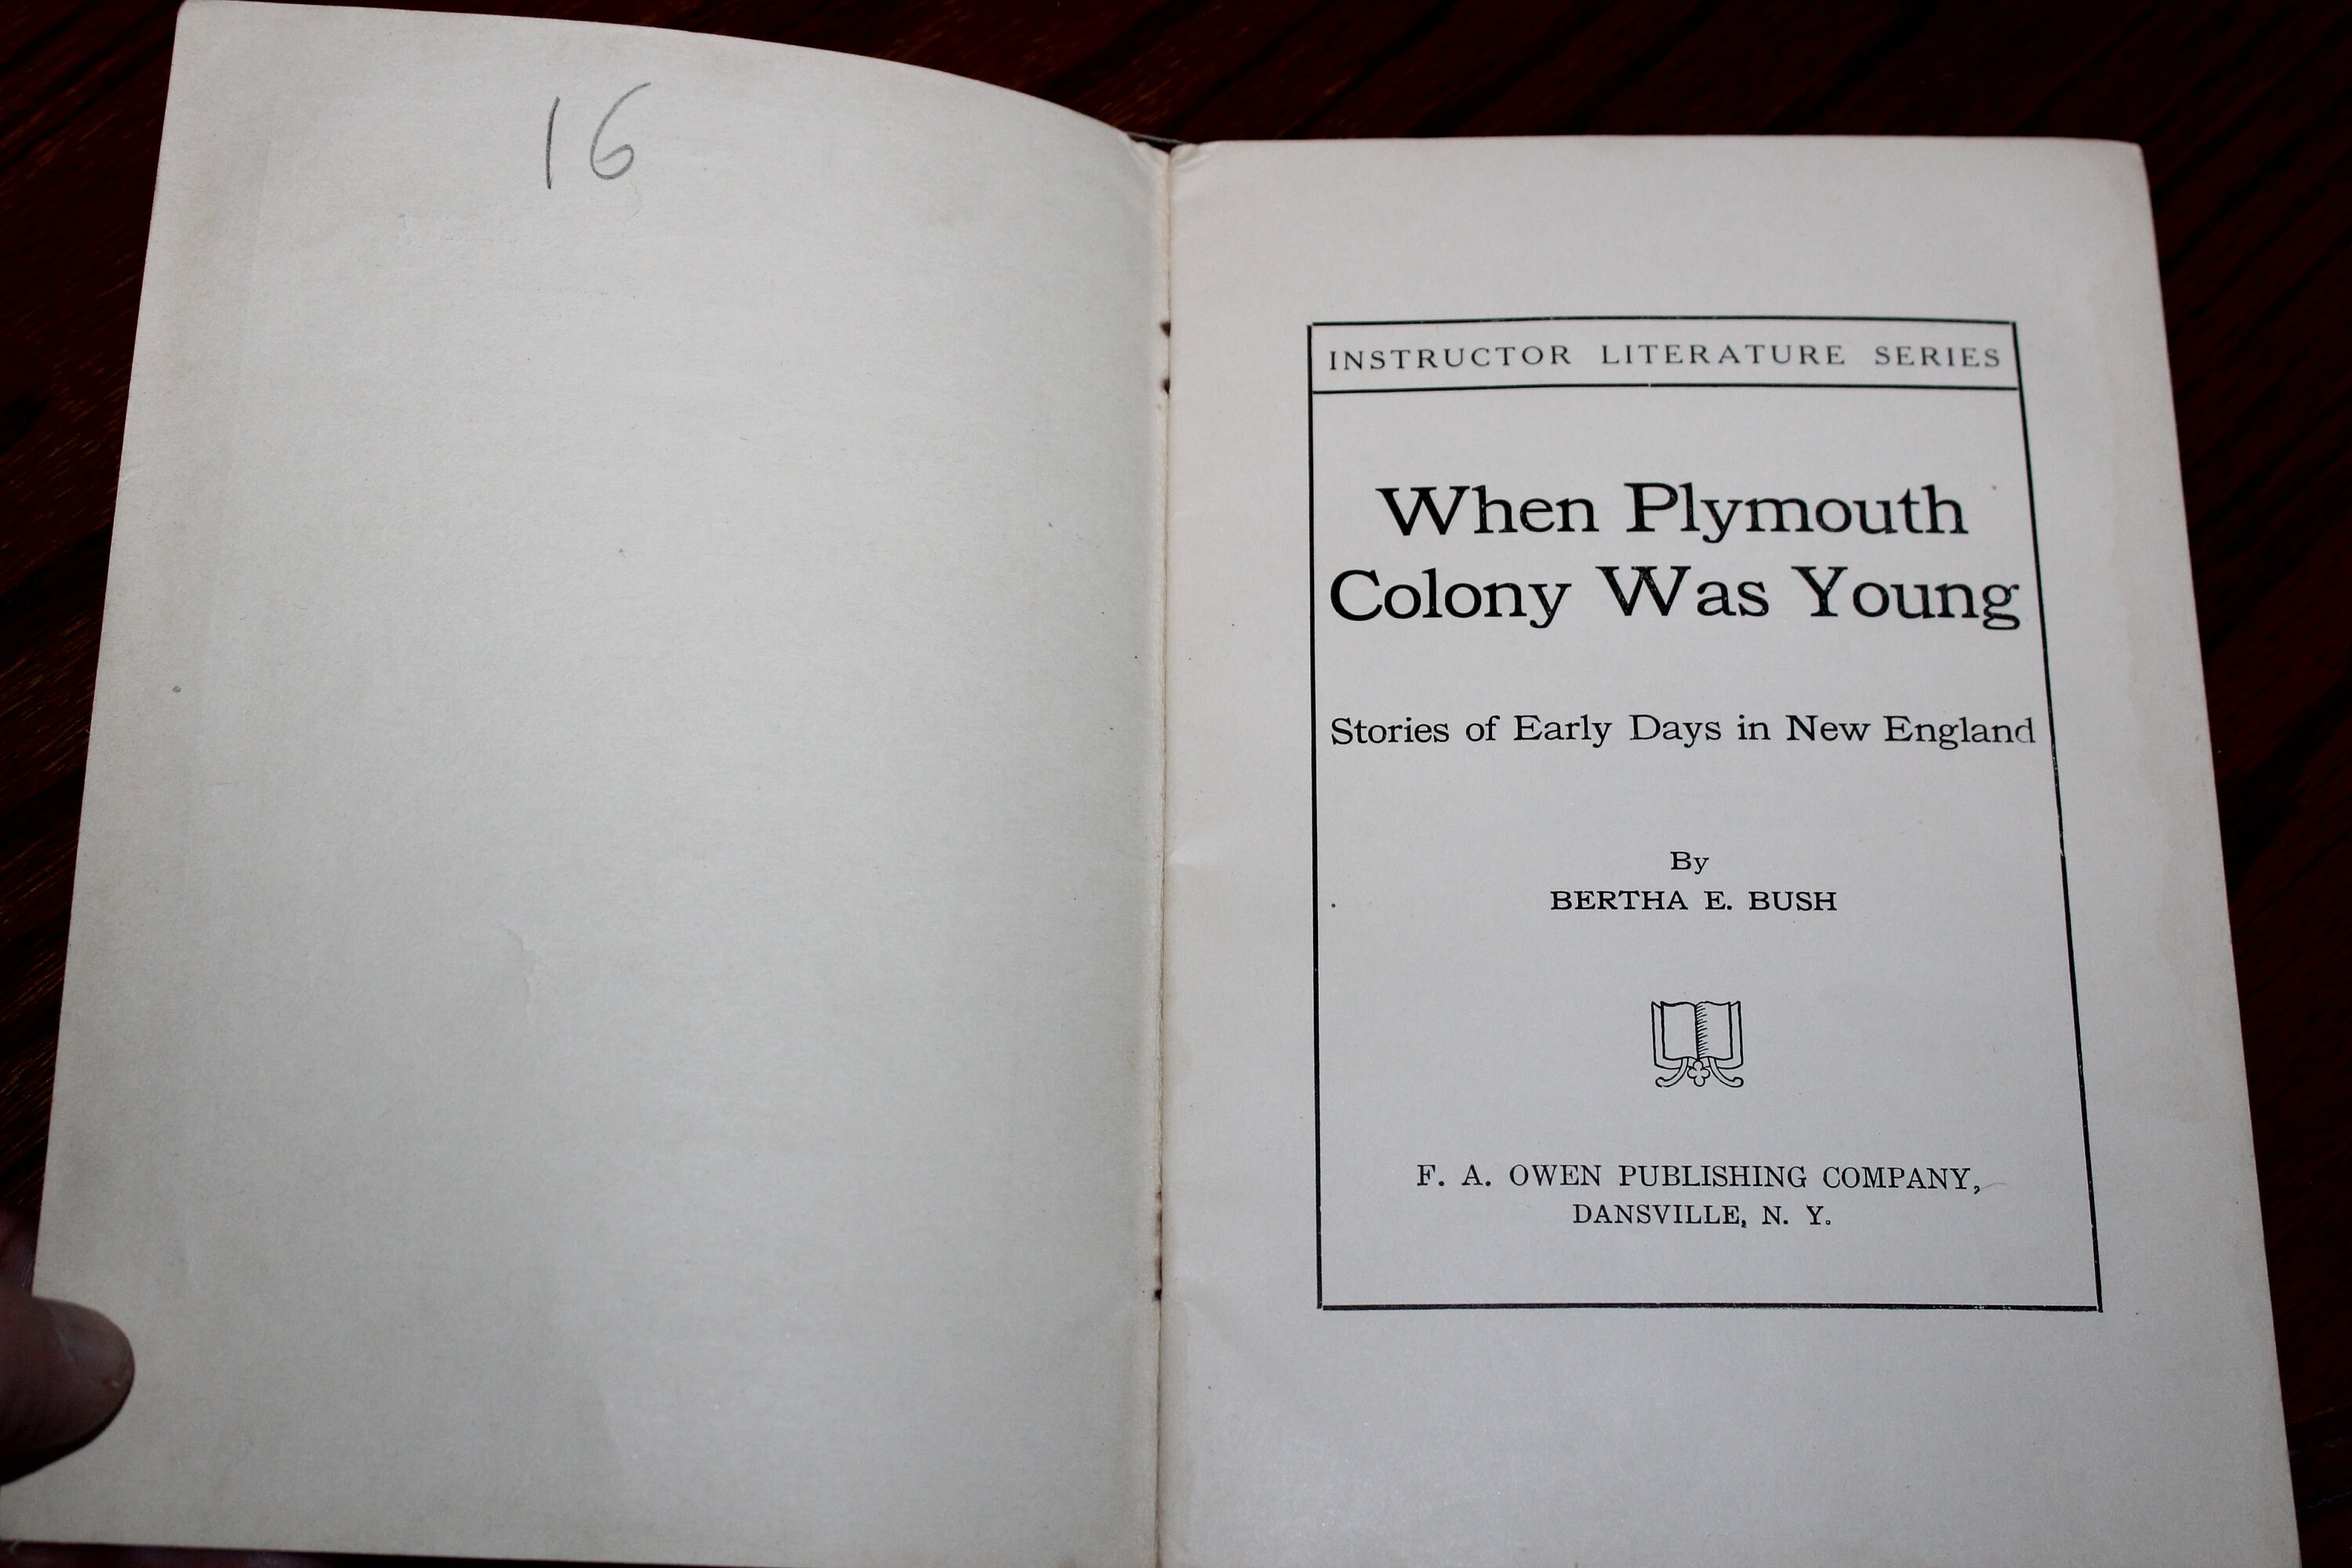 16
INSTRUCTOR LITERATURE SERIES
When Plymouth
Colony Was Young
Stories of Early Days in New England
By
BERTHA E. BUSH
F. A. OWEN PUBLISHING COMPANY,
DANSVILLE, N. Y.